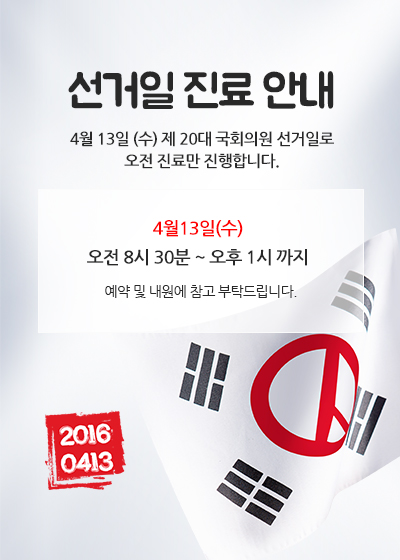 선거일 진료 안내
4월 13일 (수) 제 20대 국회의원 선거일로
오전 진료만 진행합니다.
4월13일(수)
오전 8시 30분 ~ 오후 1시 까지
예약 및 내원에 참고 부탁드립니다.
2016
0413